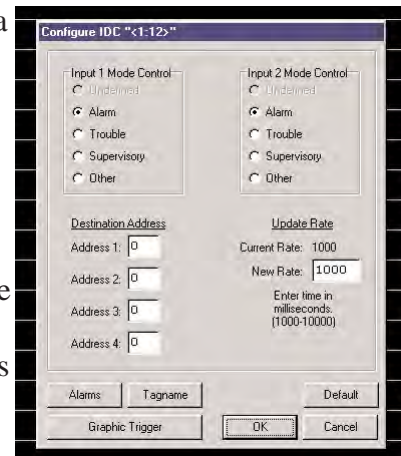 a
Configure IDC "<1:12>"
Input 1 Mode Control
Undefined
Alarm
Trouble
Supervisory
Other
Input 2 Mode Control
Undefined
Alarm
Trouble
Supervisory
Other
Destination Address
Address 1: 0
Address 2: 0
Address 3: 0
Address 4: 0
Update Rate
Current Rate: 1000
New Rate: 1000
Enter time in
milliseconds.
(1000-10000)
e
s
Alarms
Tagname
Default
Graphic Trigger
OK
Cancel